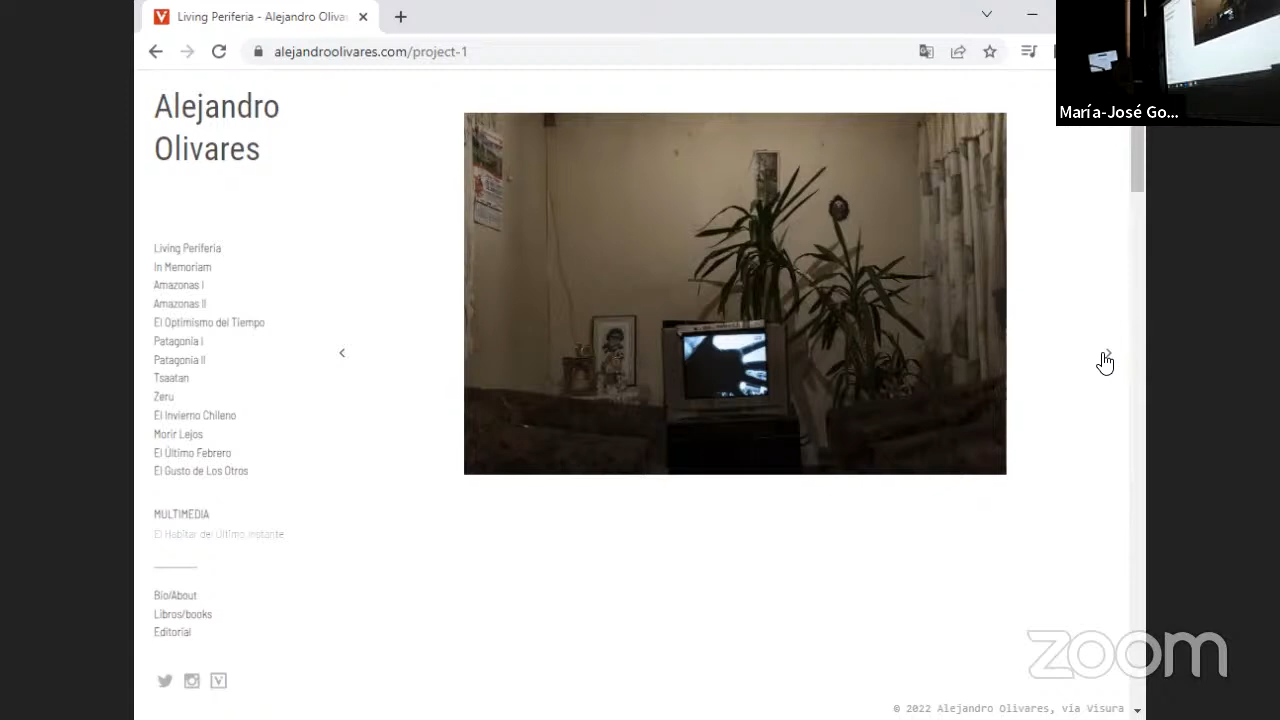 Living Periferia - Alejandro Oliva
alejandroolivares.com/project-1
María-José Go...
Alejandro
Olivares
Living Periferia
In Memoriam
Amazonas I
Amazonas II
El Optimismo del Tiempo
Patagonia I
Patagonia II
Tsaatan
Zeru
El Invierno Chileno
Morir Lejos
El Último Febrero
El Gusto de Los Otros
MULTIMEDIA
El Habitar del Último Instante
Bio/About
Libros/books
Editorial
zoom
© 2022 Alejandro Olivares, vía Visura